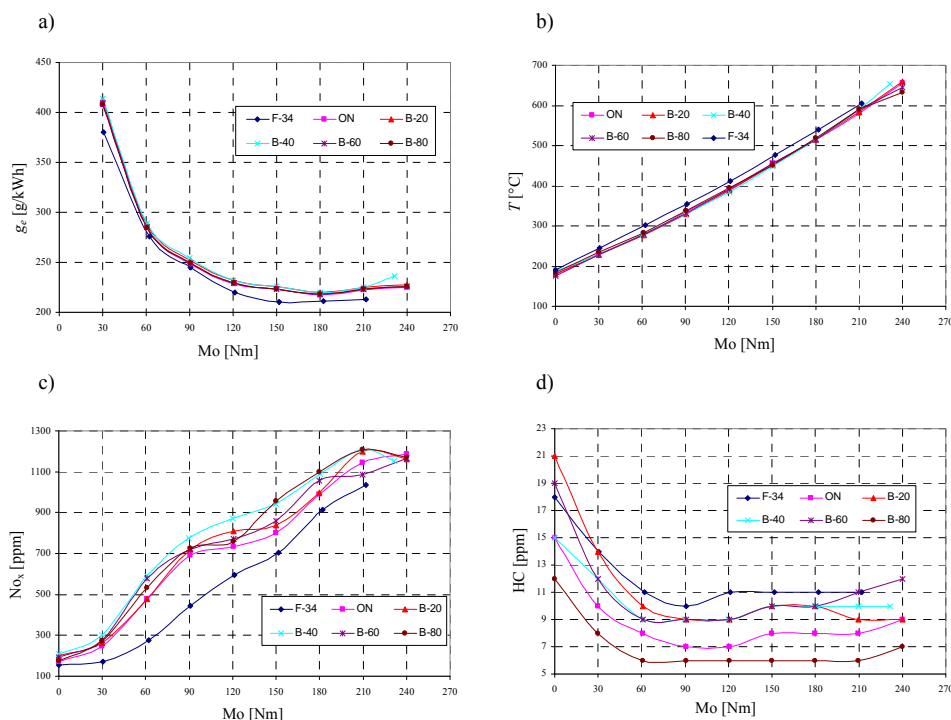 a)
450
400
350
300
250
200
gₑ [g/kWh]
F-34 ON B-20
B-40 B-60 B-80
0 30 60 90 120 150 180 210 240 270
Mo [Nm]
b)
700
600
500
400
300
200
100
T [°C]
ON B-20 B-40
B-60 B-80 F-34
0 30 60 90 120 150 180 210 240 270
Mo [Nm]
c)
1300
1100
900
700
500
300
100
Noₓ [ppm]
F-34 ON B-20
B-40 B-60 B-80
0 30 60 90 120 150 180 210 240 270
Mo [Nm]
d)
23
21
19
17
15
13
11
9
7
5
HC [ppm]
F-34 ON B-20
B-40 B-60 B-80
0 30 60 90 120 150 180 210 240 270
Mo [Nm]